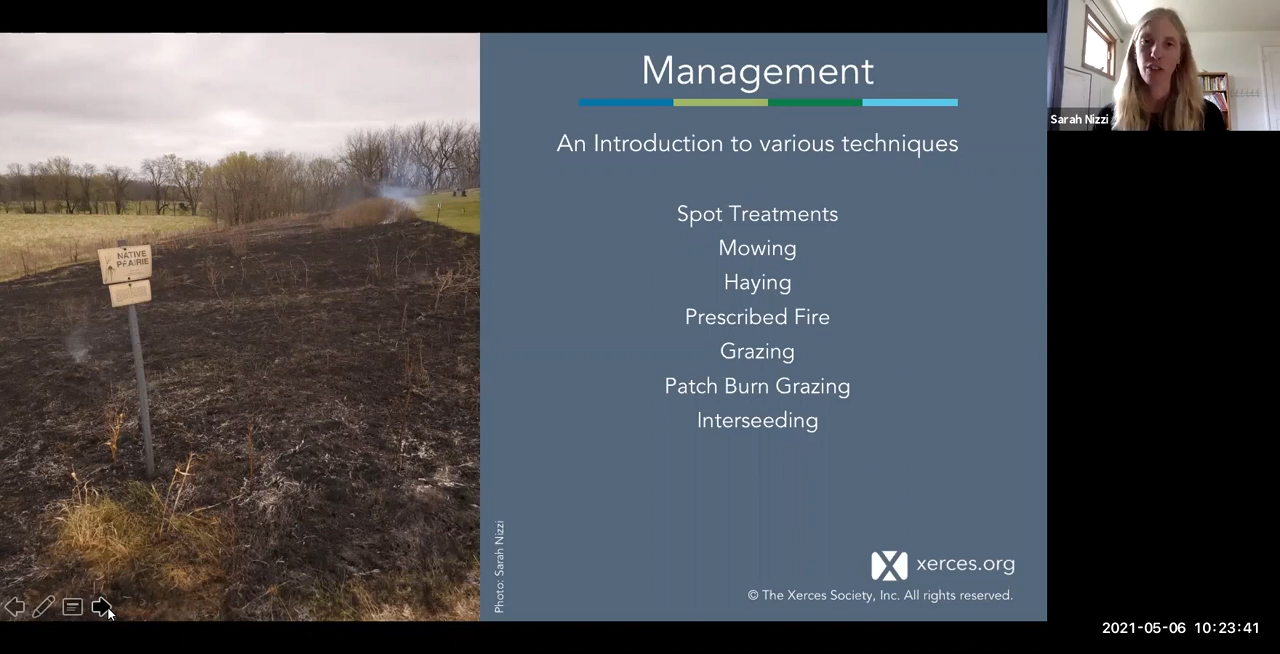 Management
An Introduction to various techniques
Spot Treatments
Mowing
Haying
Prescribed Fire
Grazing
Patch Burn Grazing
Interseeding
NATIVE
PRAIRIE
Photo: Sarah Nizzi
xerces.org
© The Xerces Society, Inc. All rights reserved.
Sarah Nizzi
2021-05-06 10:23:41